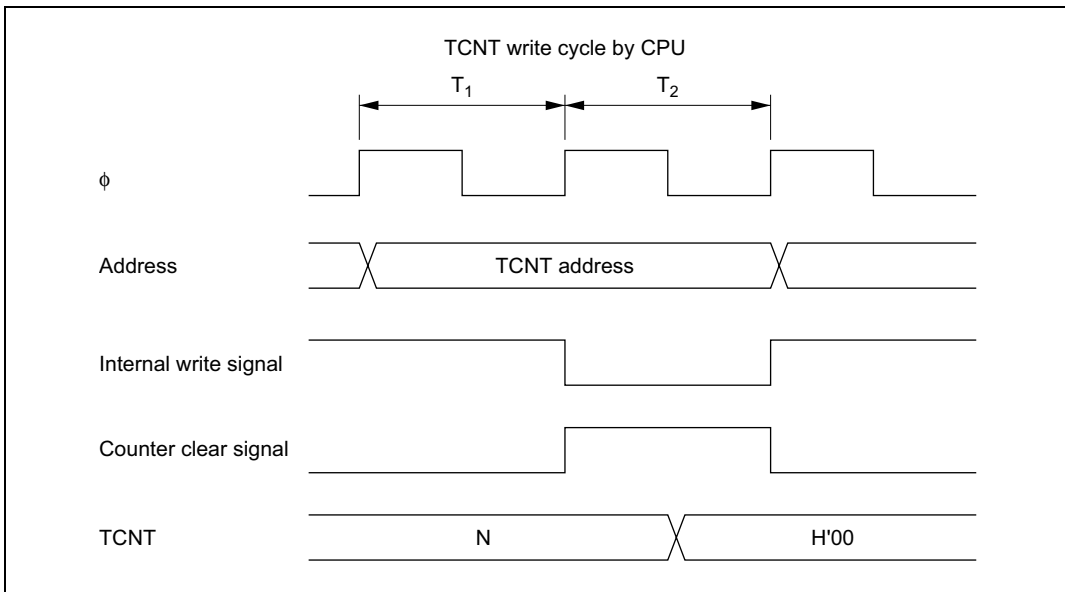 TCNT write cycle by CPU
T1 T2
ϕ
Address TCNT address
Internal write signal
Counter clear signal
TCNT N H'00